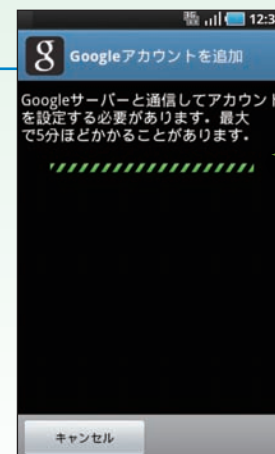 12:3
Googleアカウントを追加
Googleサーバーと通信してアカウント
を設定する必要があります。最大
で5分ほどかかることがあります。
キャンセル